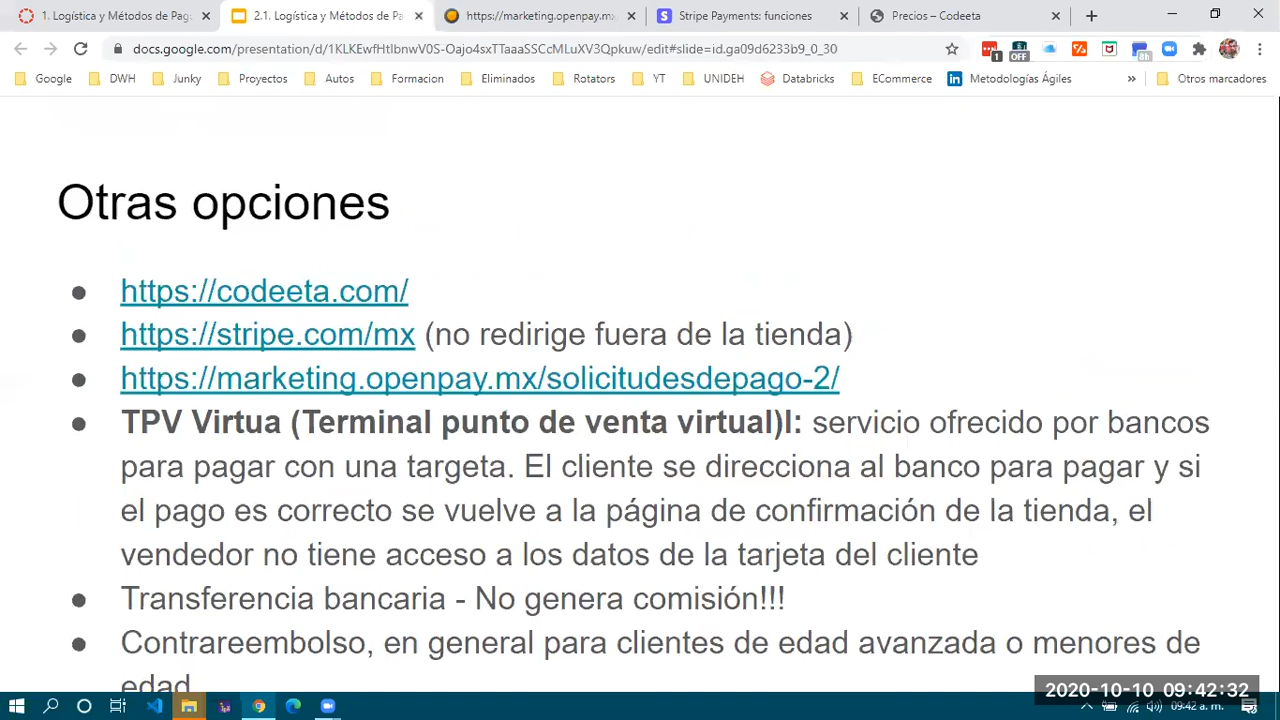 1. Logística y Métodos de Pag
2.1. Logística y Métodos de Pa
https://marketing.openpay.mx
Stripe Payments: funciones
Precios – Codeeta
docs.google.com/presentation/d/1KLKEwHtIbnwV0S-OapSxTTaaaSSCcMLuXV3Qpkuw/edit#slide=id.ga09d6233b9_0_30
1
OFF
8h
Google
DWH
Junky
Proyectos
Autos
Formacion
Eliminados
Rotators
YT
UNIDEH
Databricks
ECommerce
Metodologías Ágiles
»
Otros marcadores
Otras opciones
● https://codeeta.com/
● https://stripe.com/mx (no redirige fuera de la tienda)
● https://marketing.openpay.mx/solicitudesdepago-2/
● TPV Virtua (Terminal punto de venta virtual)l: servicio ofrecido por bancos
para pagar con una targeta. El cliente se direcciona al banco para pagar y si
el pago es correcto se vuelve a la página de confirmación de la tienda, el
vendedor no tiene acceso a los datos de la tarjeta del cliente
● Transferencia bancaria - No genera comisión!!!
● Contrareembolso, en general para clientes de edad avanzada o menores de
edad
2020-10-10 09:42:32
09:42 a. m.